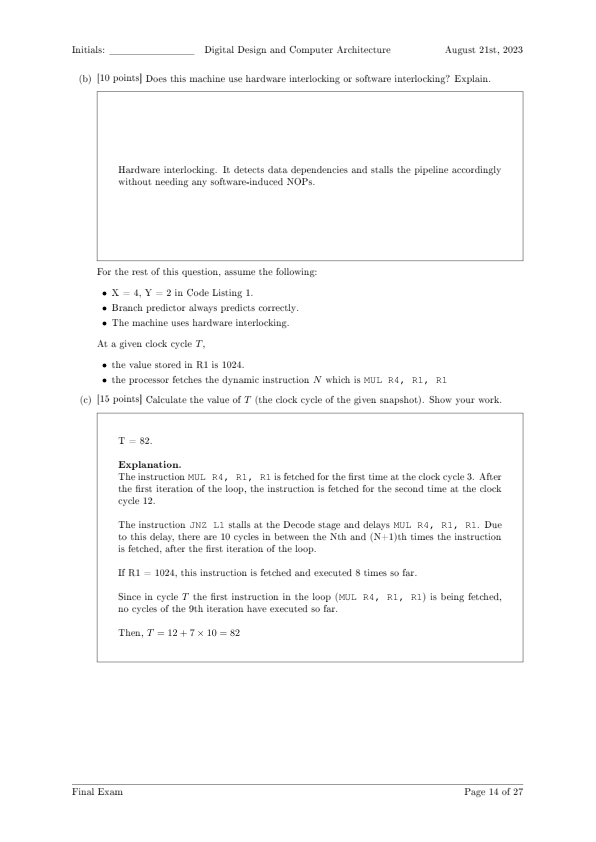 Initials: ________________ Digital Design and Computer Architecture August 21st, 2023
(b) [10 points] Does this machine use hardware interlocking or software interlocking? Explain.
Hardware interlocking. It detects data dependencies and stalls the pipeline accordingly
without needing any software-induced NOPs.
For the rest of this question, assume the following:
• X = 4, Y = 2 in Code Listing 1.
• Branch predictor always predicts correctly.
• The machine uses hardware interlocking.
At a given clock cycle T,
• the value stored in R1 is 1024.
• the processor fetches the dynamic instruction N which is MUL R4, R1, R1
(c) [15 points] Calculate the value of T (the clock cycle of the given snapshot). Show your work.
T = 82.
Explanation.
The instruction MUL R4, R1, R1 is fetched for the first time at the clock cycle 3. After
the first iteration of the loop, the instruction is fetched for the second time at the clock
cycle 12.
The instruction JNZ L1 stalls at the Decode stage and delays MUL R4, R1, R1. Due
to this delay, there are 10 cycles in between the Nth and (N+1)th times the instruction
is fetched, after the first iteration of the loop.
If R1 = 1024, this instruction is fetched and executed 8 times so far.
Since in cycle T the first instruction in the loop (MUL R4, R1, R1) is being fetched,
no cycles of the 9th iteration have executed so far.
Then, T = 12 + 7 × 10 = 82
Final Exam Page 14 of 27